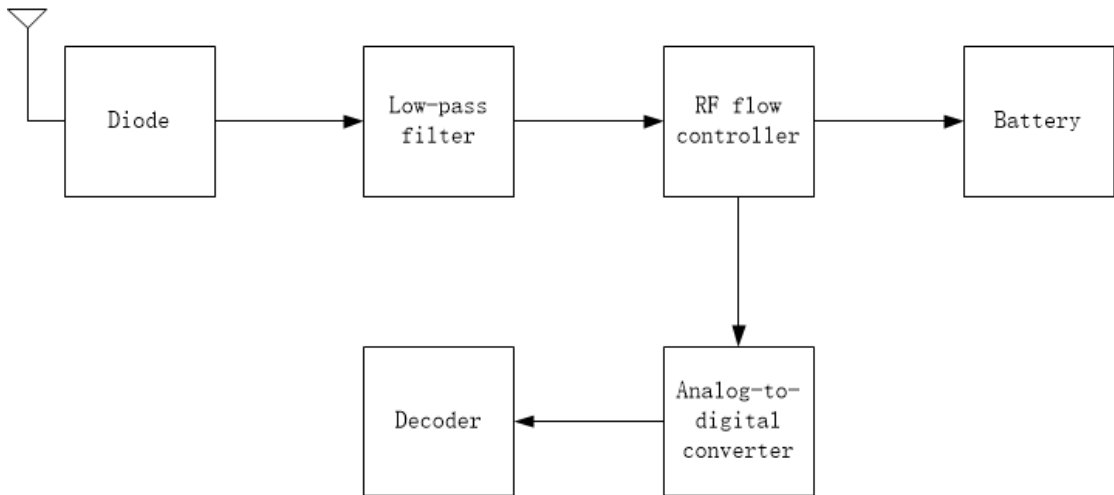 Diode
Low-pass
filter
RF flow
controller
Battery
Decoder
Analog-to-
digital
converter